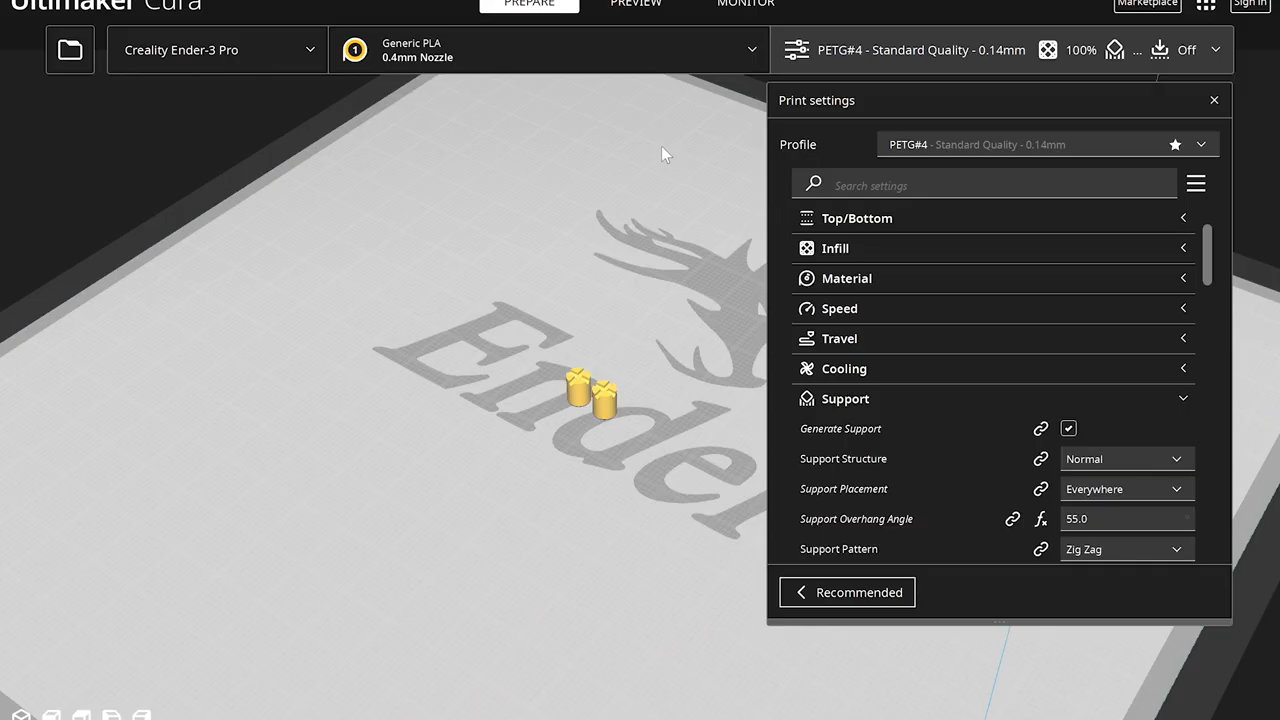 Ultimaker Cura
PREPARE
PREVIEW
MONITOR
Marketplace
Sign in
Creality Ender-3 Pro
1
Generic PLA
0.4mm Nozzle
PETG#4 - Standard Quality - 0.14mm
100%
...
Off
Print settings
Profile
PETG#4 - Standard Quality - 0.14mm
Search settings
Top/Bottom
Infill
Material
Speed
Travel
Cooling
Support
Generate Support
Support Structure
Normal
Support Placement
Everywhere
Support Overhang Angle
fx
55.0
Support Pattern
Zig Zag
Recommended
Ender